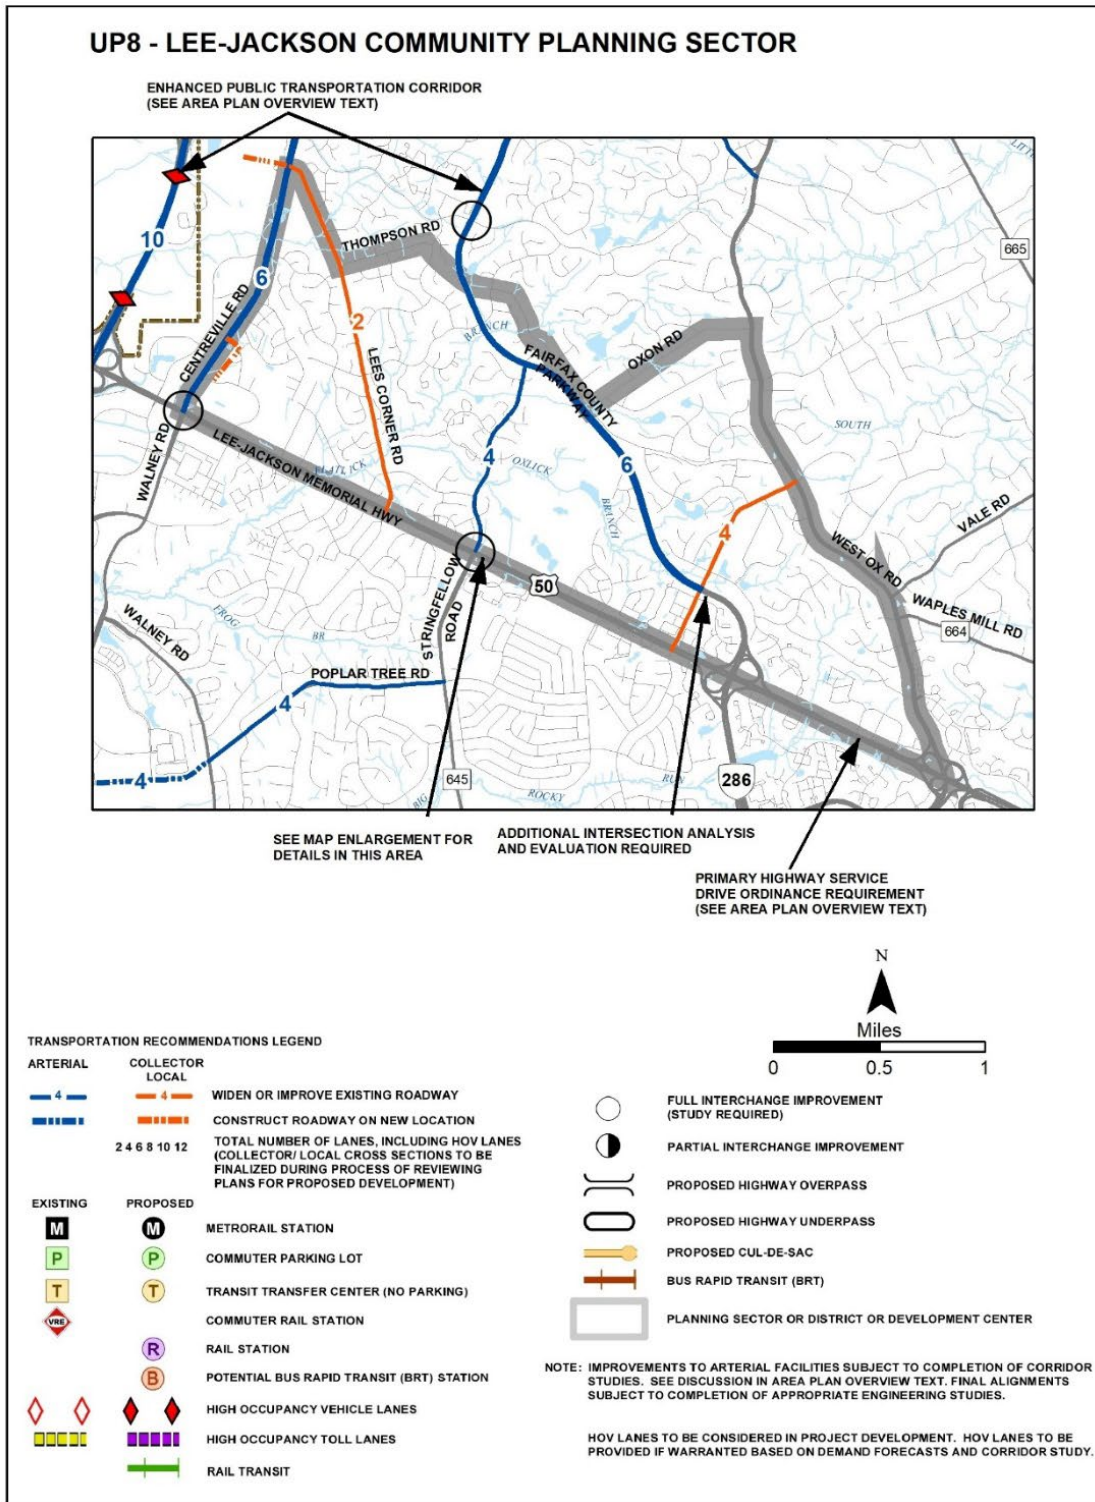 UP8 - LEE-JACKSON COMMUNITY PLANNING SECTOR
ENHANCED PUBLIC TRANSPORTATION CORRIDOR
(SEE AREA PLAN OVERVIEW TEXT)
10
6
CENTREVILLE RD
THOMPSON RD
2
LEES CORNER RD
BRANCH
FAIRFAX COUNTY
PARKWAY
OXON RD
665
WALNEY RD
LEE-JACKSON MEMORIAL HWY
4
OXLICK
BRANCH
6
SOUTH
4
VALE RD
WEST OX RD
WAPLES MILL RD
664
50
STRINGFELLOW
ROAD
WALNEY RD
FROG
BR
POPLAR TREE RD
4
4
645
BIG
ROCKY
RUN
286
SEE MAP ENLARGEMENT FOR
DETAILS IN THIS AREA
ADDITIONAL INTERSECTION ANALYSIS
AND EVALUATION REQUIRED
PRIMARY HIGHWAY SERVICE
DRIVE ORDINANCE REQUIREMENT
(SEE AREA PLAN OVERVIEW TEXT)
N
Miles
0 0.5 1
TRANSPORTATION RECOMMENDATIONS LEGEND
ARTERIAL
COLLECTOR
LOCAL
4 4 WIDEN OR IMPROVE EXISTING ROADWAY
CONSTRUCT ROADWAY ON NEW LOCATION
2 4 6 8 10 12 TOTAL NUMBER OF LANES, INCLUDING HOV LANES
(COLLECTOR/ LOCAL CROSS SECTIONS TO BE
FINALIZED DURING PROCESS OF REVIEWING
PLANS FOR PROPOSED DEVELOPMENT)
EXISTING PROPOSED
M M METRORAIL STATION
P P COMMUTER PARKING LOT
T T TRANSIT TRANSFER CENTER (NO PARKING)
VRE COMMUTER RAIL STATION
R RAIL STATION
B POTENTIAL BUS RAPID TRANSIT (BRT) STATION
HIGH OCCUPANCY VEHICLE LANES
HIGH OCCUPANCY TOLL LANES
RAIL TRANSIT
FULL INTERCHANGE IMPROVEMENT
(STUDY REQUIRED)
PARTIAL INTERCHANGE IMPROVEMENT
PROPOSED HIGHWAY OVERPASS
PROPOSED HIGHWAY UNDERPASS
PROPOSED CUL-DE-SAC
BUS RAPID TRANSIT (BRT)
PLANNING SECTOR OR DISTRICT OR DEVELOPMENT CENTER
NOTE: IMPROVEMENTS TO ARTERIAL FACILITIES SUBJECT TO COMPLETION OF CORRIDOR
STUDIES. SEE DISCUSSION IN AREA PLAN OVERVIEW TEXT. FINAL ALIGNMENTS
SUBJECT TO COMPLETION OF APPROPRIATE ENGINEERING STUDIES.
HOV LANES TO BE CONSIDERED IN PROJECT DEVELOPMENT. HOV LANES TO BE
PROVIDED IF WARRANTED BASED ON DEMAND FORECASTS AND CORRIDOR STUDY.